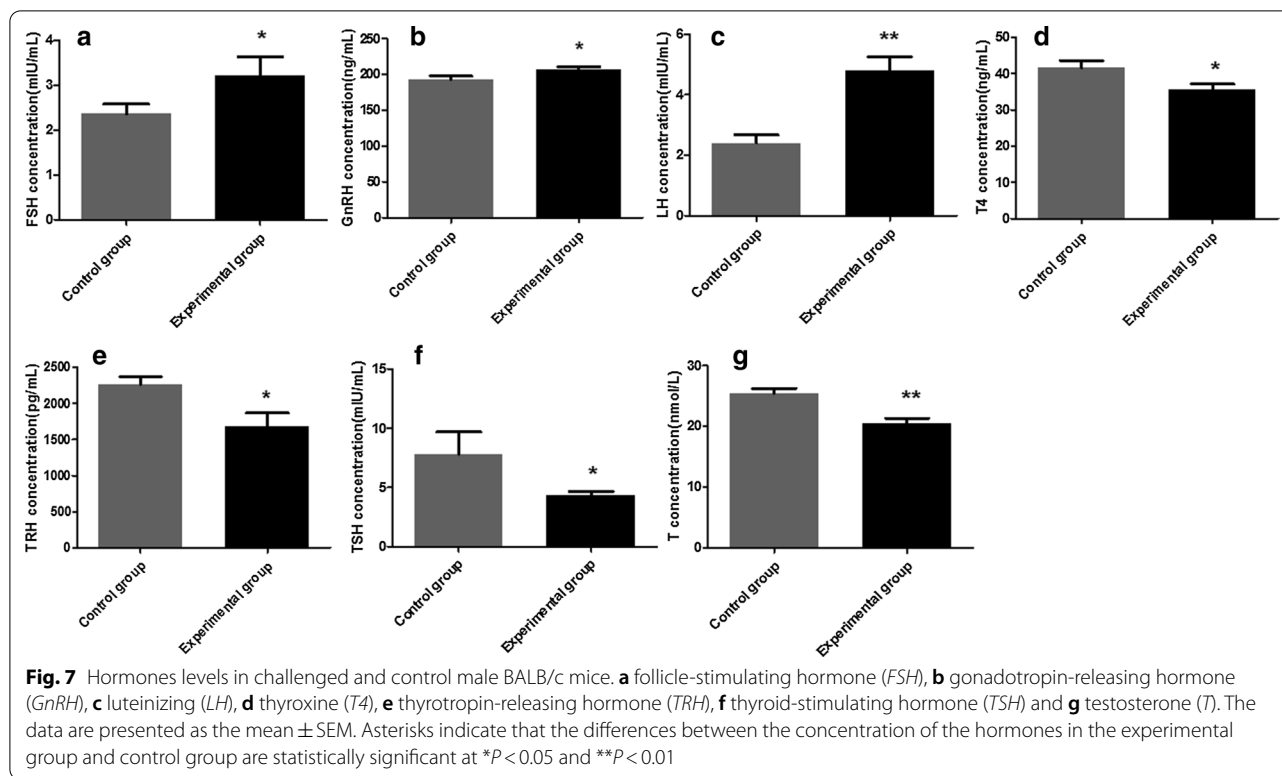 a
FSH concentration(mIU/mL)
4
3
2
1
0
*
Control group
Experimental group
b
GnRH concentration(ng/mL)
250
200
150
100
50
0
*
Control group
Experimental group
c
LH concentration(mIU/mL)
6
4
2
0
**
Control group
Experimental group
d
T4 concentration(ng/mL)
50
40
30
20
10
0
*
Control group
Experimental group
e
TRH concentration(pg/mL)
2500
2000
1500
1000
500
0
*
Control group
Experimental group
f
TSH concentration(mIU/mL)
15
10
5
0
*
Control group
Experimental group
g
T concentration(nmol/L)
30
20
10
0
**
Control group
Experimental group
Fig. 7 Hormones levels in challenged and control male BALB/c mice. a follicle-stimulating hormone (FSH), b gonadotropin-releasing hormone
(GnRH), c luteinizing (LH), d thyroxine (T4), e thyrotropin-releasing hormone (TRH), f thyroid-stimulating hormone (TSH) and g testosterone (T). The
data are presented as the mean ± SEM. Asterisks indicate that the differences between the concentration of the hormones in the experimental
group and control group are statistically significant at *P < 0.05 and **P < 0.01